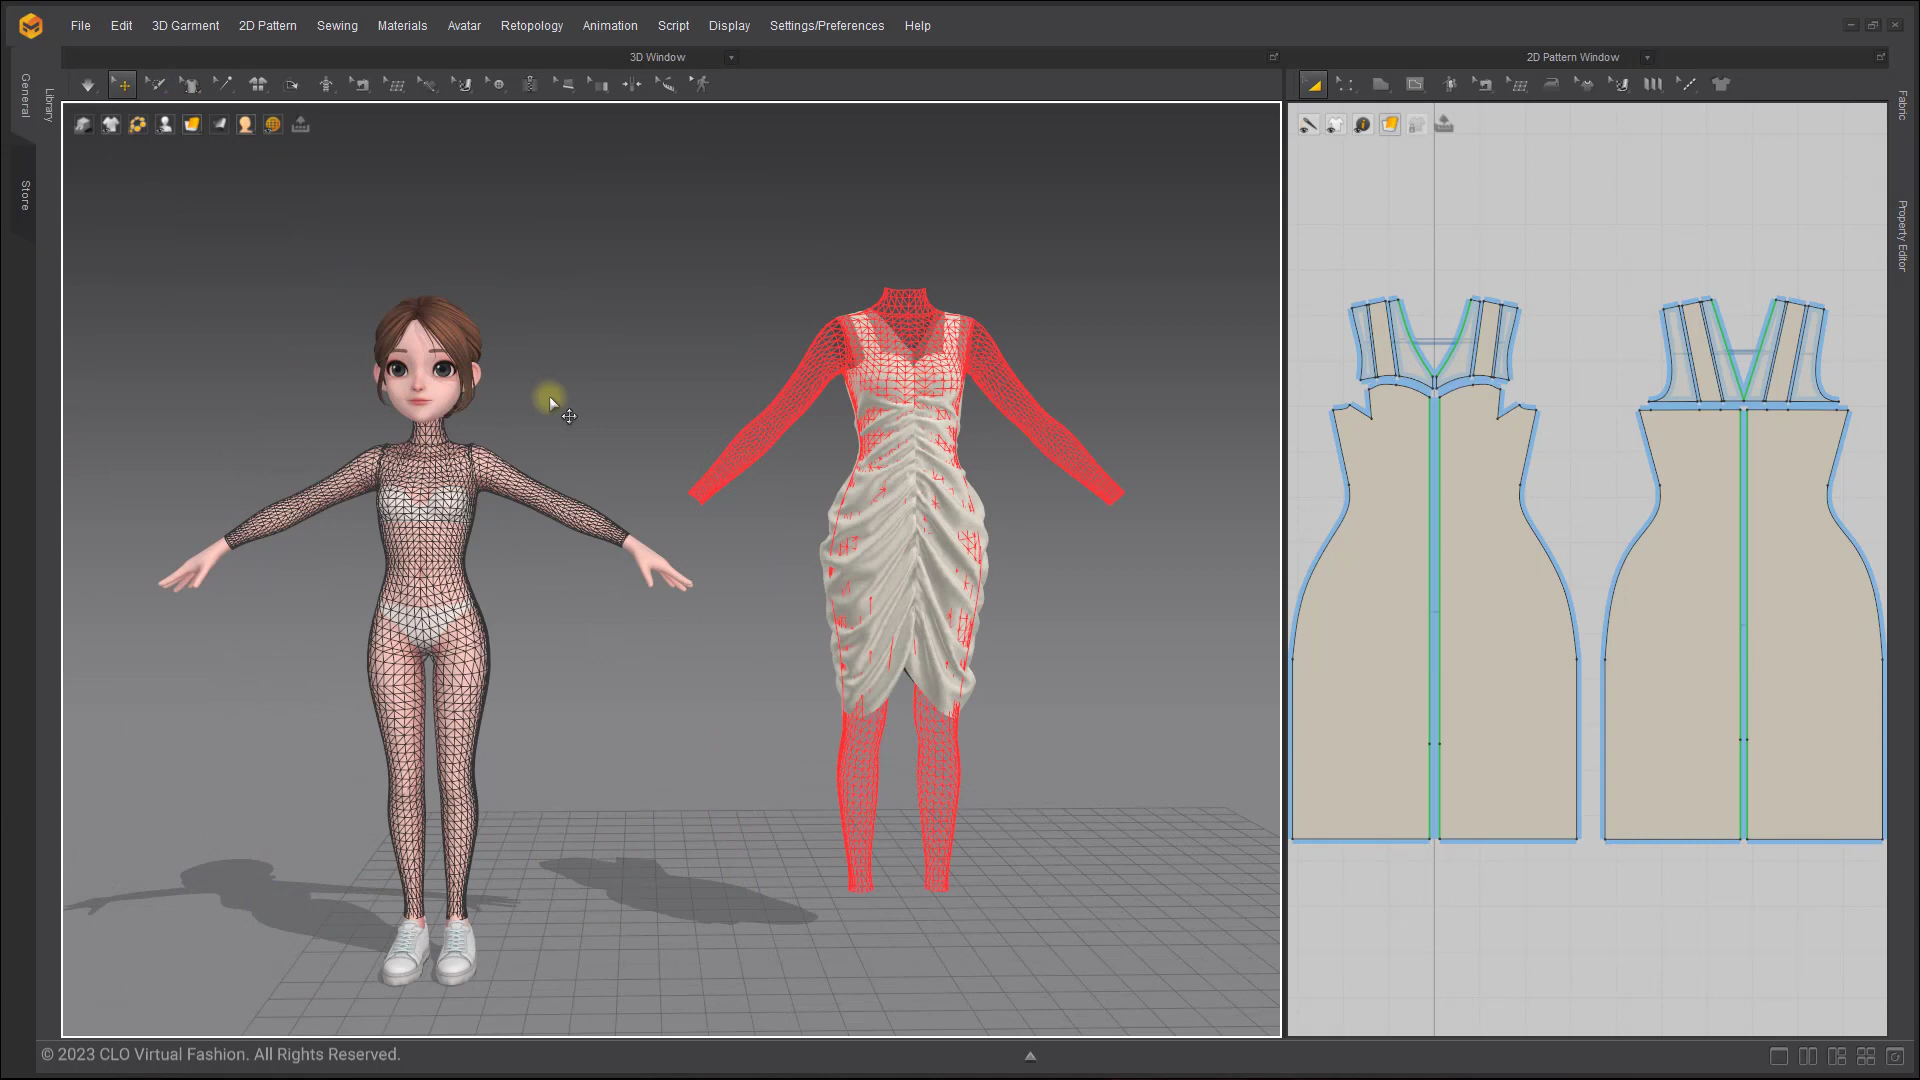 File Edit 3D Garment 2D Pattern Sewing Materials Avatar Retopology Animation Script Display Settings/Preferences Help
3D Window
2D Pattern Window
General
Library
Store
Fabric
Property Editor
© 2023 CLO Virtual Fashion. All Rights Reserved.